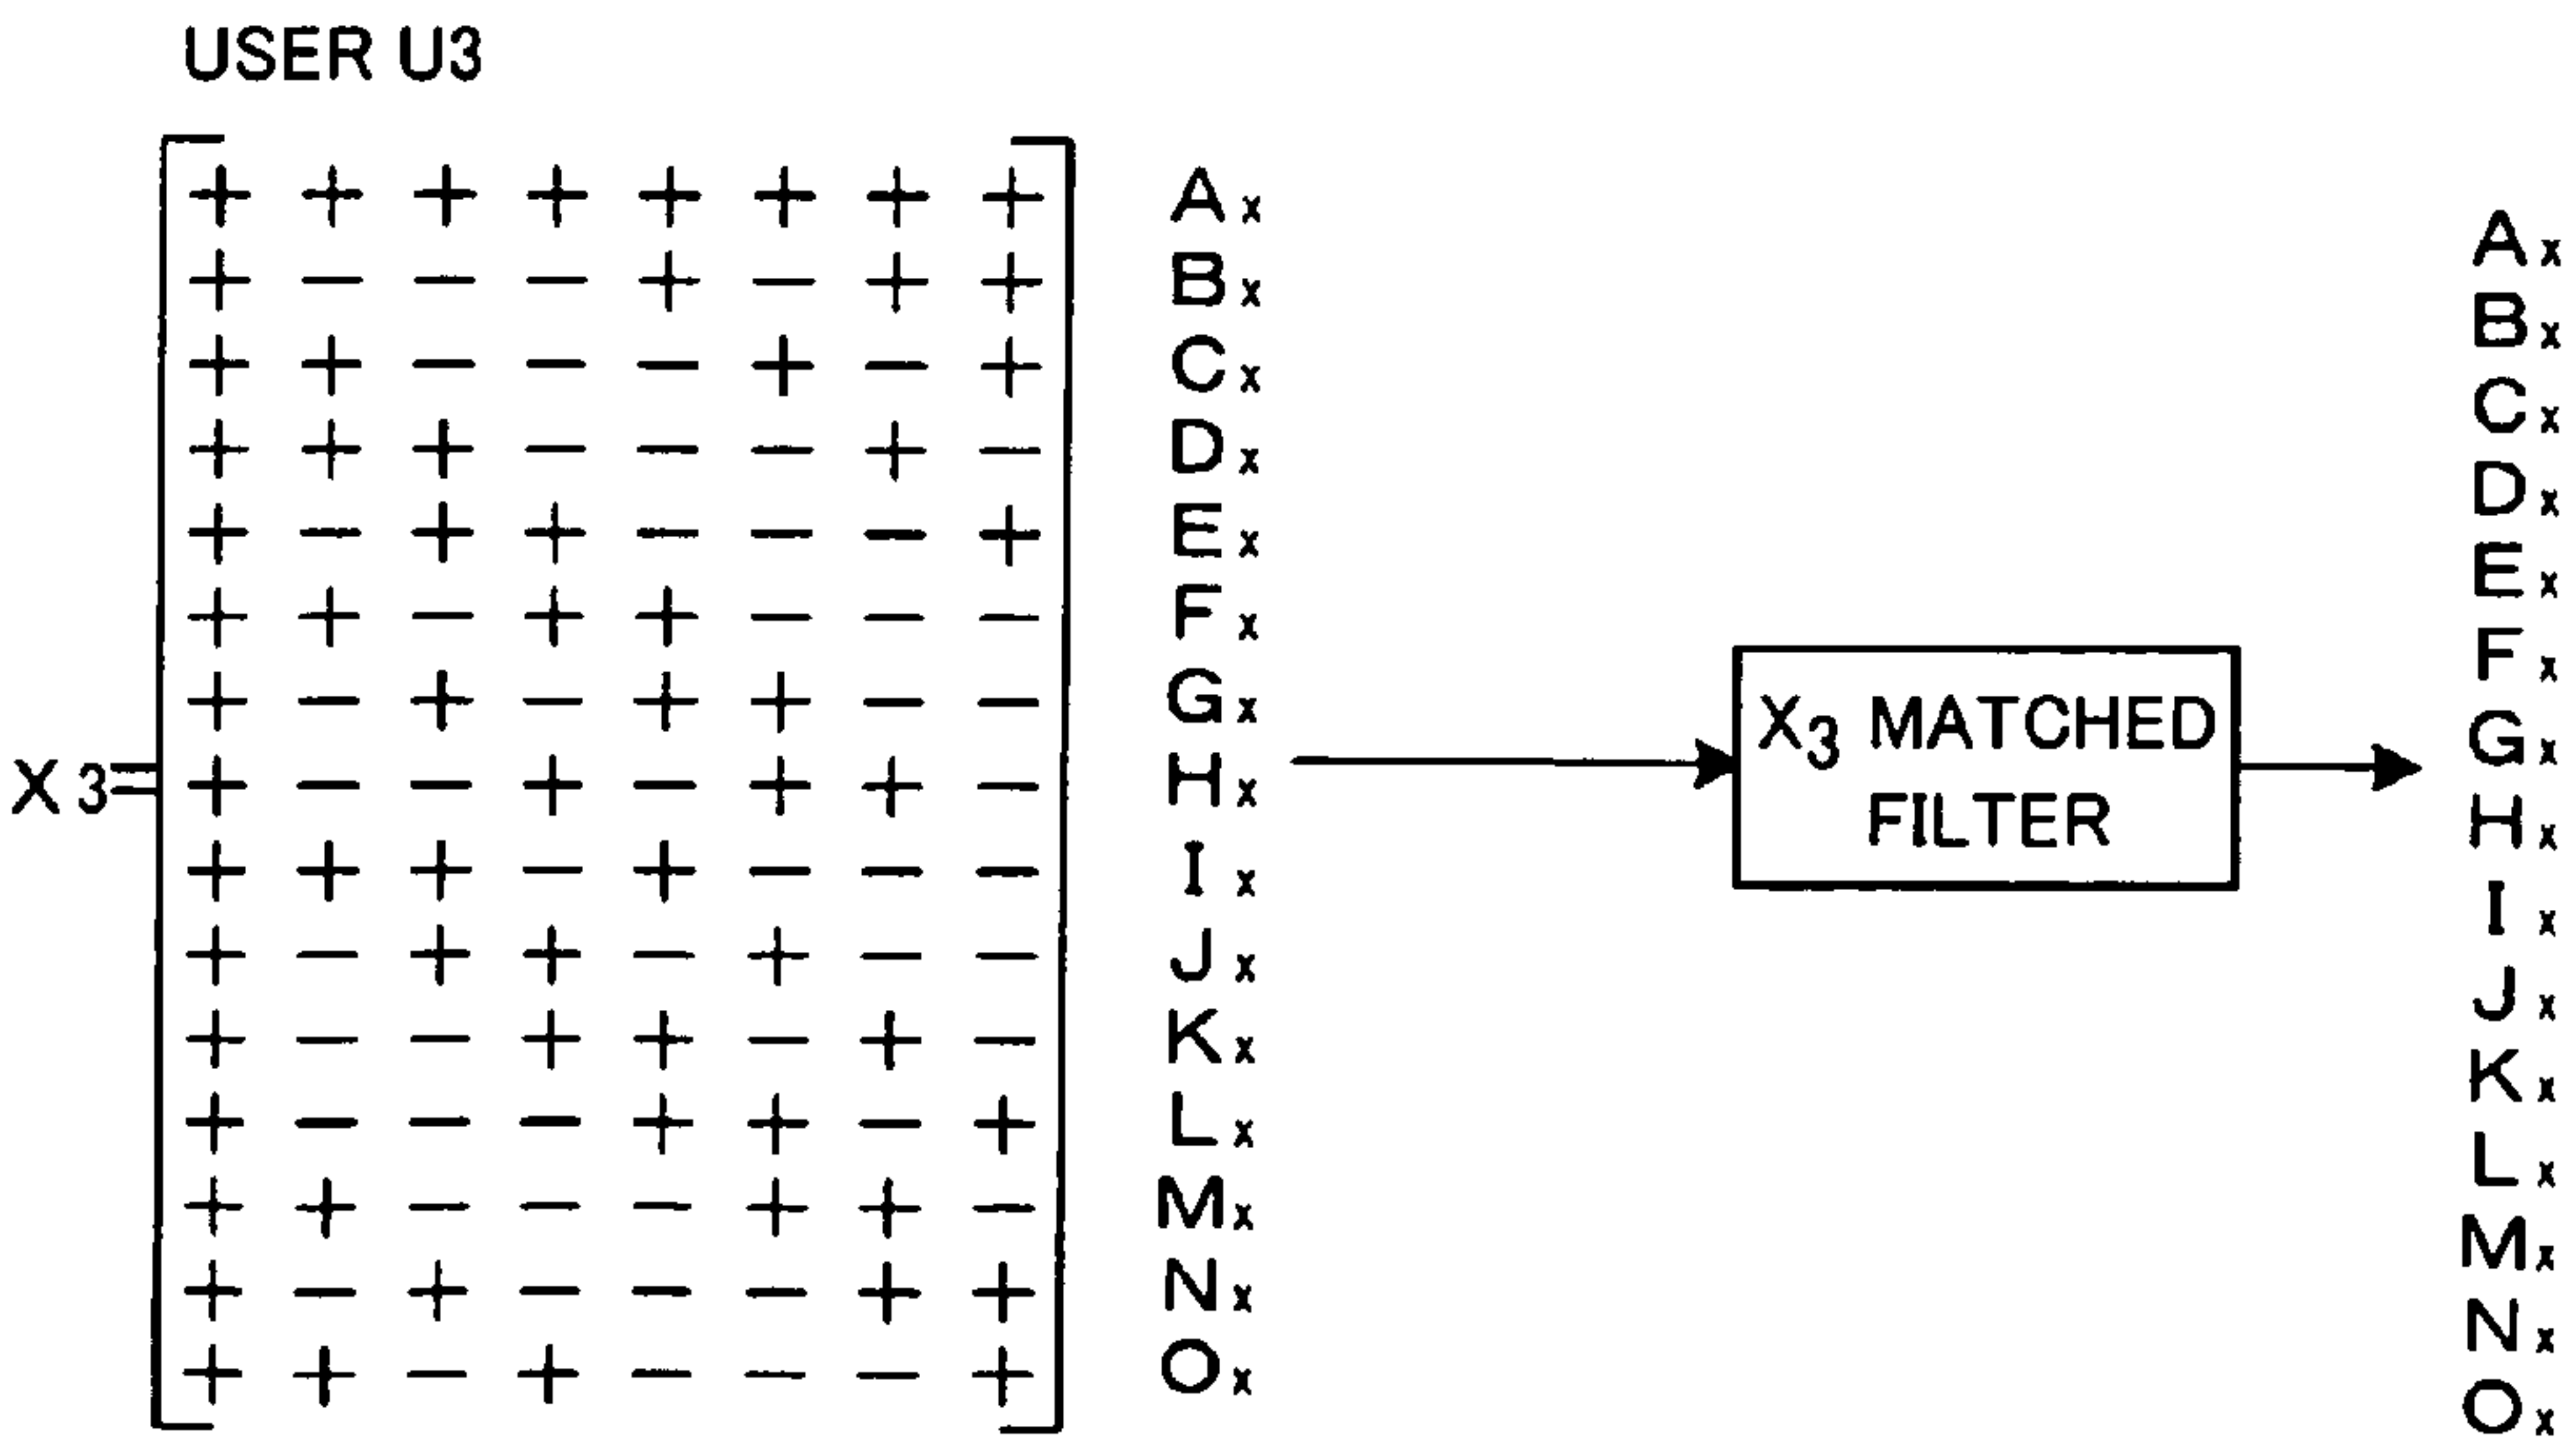 USER U3
X3=
+ + + + + + + + Ax
+ − − − + − + + Bx
+ + − − − + − + Cx
+ + + − − − + − Dx
+ − + + − − − + Ex
+ + − + + − − − Fx
+ − + − + + − − Gx
+ − − + − + + − Hx
+ + + − + − − − Ix
+ − + + − + − − Jx
+ − − + + − + − Kx
+ − − − + + − + Lx
+ + − − − + + − Mx
+ − + − − − + + Nx
+ + − + − − − + Ox
X3 MATCHED
FILTER
Ax
Bx
Cx
Dx
Ex
Fx
Gx
Hx
Ix
Jx
Kx
Lx
Mx
Nx
Ox